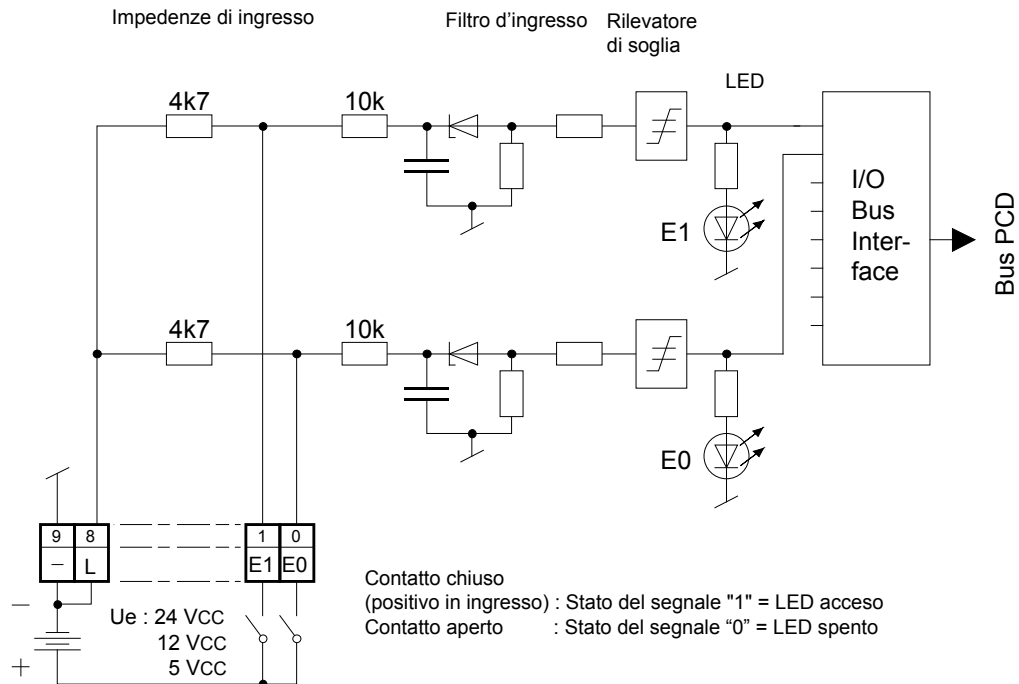 Impedenze di ingresso
Filtro d'ingresso
Rilevatore
di soglia
LED
4k7
10k
E1
I/O
Bus
Inter-
face
Bus PCD
4k7
10k
E0
9 8
– L
1 0
E1 E0
–
+
Ue : 24 VCC
12 VCC
5 VCC
Contatto chiuso
(positivo in ingresso) : Stato del segnale "1" = LED acceso
Contatto aperto : Stato del segnale “0” = LED spento